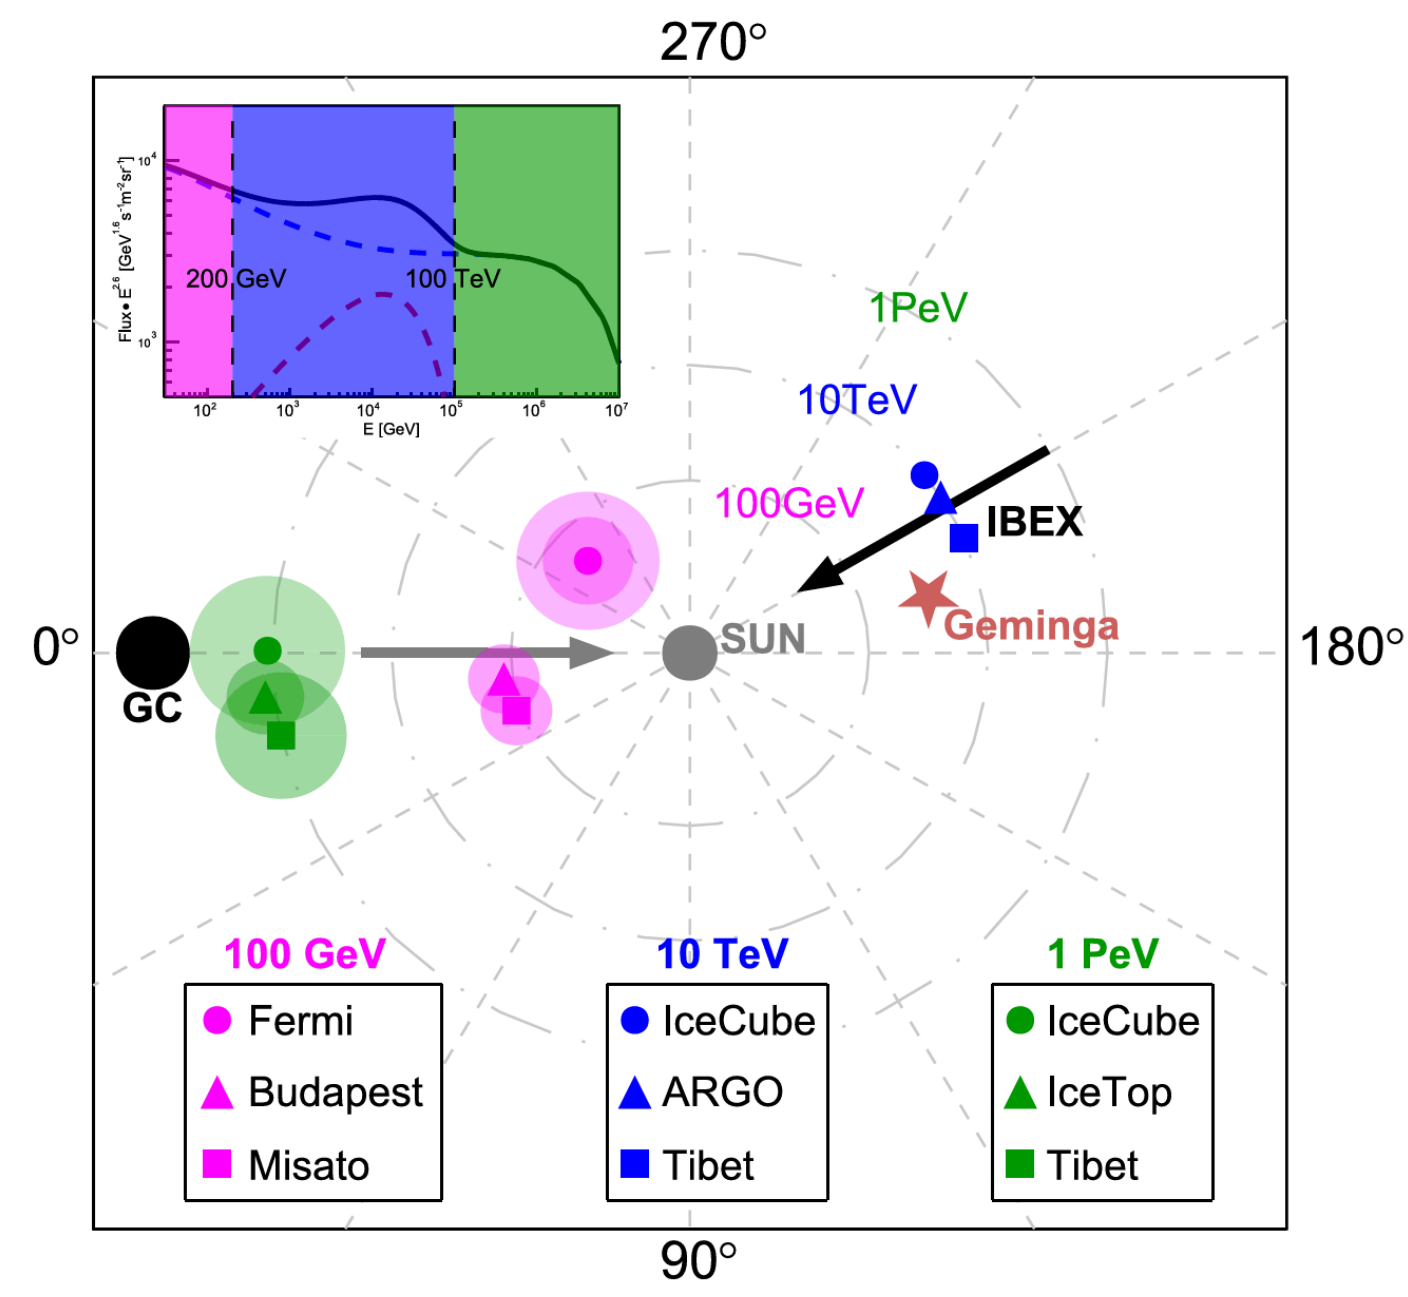 270°
Flux• E^2.6 [GeV^1.6 s^-1 m^-2 sr^-1]
10^4
10^3
200 GeV
100 TeV
10^2
10^3
10^4
10^5
10^6
10^7
E [GeV]
1PeV
10TeV
100GeV
IBEX
Geminga
SUN
0°
180°
GC
100 GeV
Fermi
Budapest
Misato
10 TeV
IceCube
ARGO
Tibet
1 PeV
IceCube
IceTop
Tibet
90°